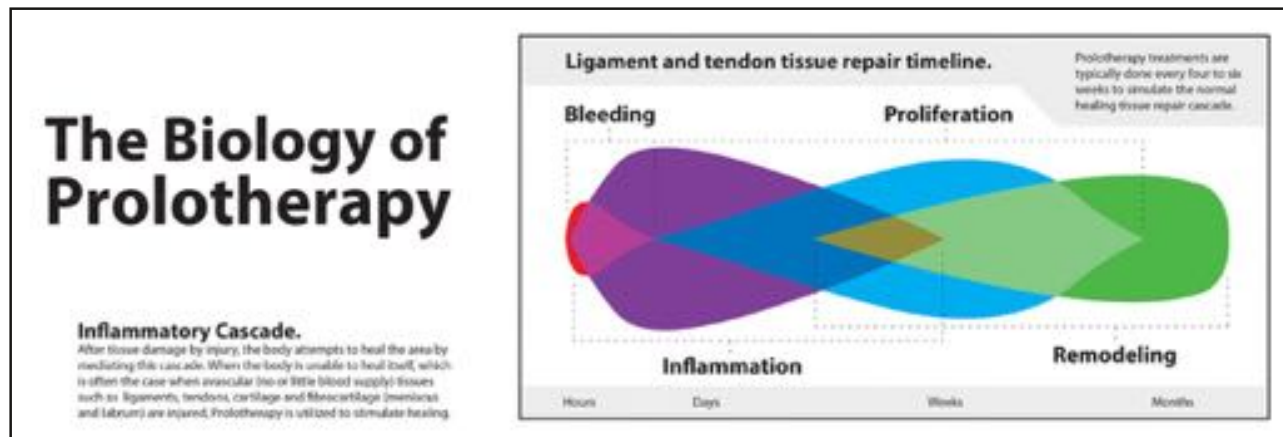 The Biology of
Prolotherapy
Inflammatory Cascade.
After tissue damage by injury, the body attempts to heal the area by
mediating this cascade. When the body is unable to heal itself, which
is often the case when avascular (no or little blood supply) tissues
such as ligaments, tendons, cartilage and fibrocartilage (meniscus
and labrum) are injured, Prolotherapy is utilized to stimulate healing.
Ligament and tendon tissue repair timeline.
Prolotherapy treatments are
typically done every four to six
weeks to simulate the normal
healing tissue repair cascade.
Bleeding
Proliferation
Inflammation
Remodeling
Hours
Days
Weeks
Months